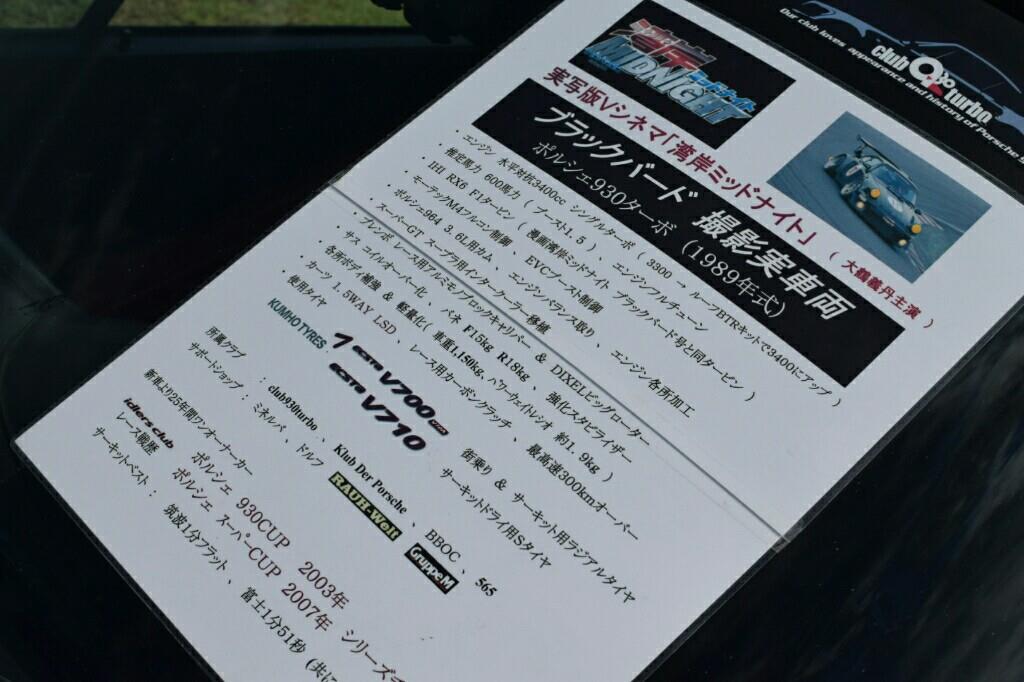 Our club loves appearance and history of Porsche
club 930 turbo
湾岸 ミッドナイト
MIDNIGHT
実写版Vシネマ「湾岸ミッドナイト」 ( 大鶴義丹主演 )
ブラックバード 撮影実車両
ポルシェ930ターボ (1989年式)
・エンジン 水平対抗3400cc シングルターボ ( 3300 → ルーフBTRキットで3400にアップ )
・推定馬力 600馬力 ( ブースト1.5 ) 、エンジンフルチューン
・IHI RX6 F1タービン ( 漫画湾岸ミッドナイト ブラックバード号と同タービン )
・モーテックM4フルコン制御 、EVCブースト制御
・ポルシェ964 3.6L用カム 、エンジンバランス取り 、エンジン各所加工
・スーパーGT スープラ用インタークーラー移植
・ブレンボ レース用アルミモノブロックキャリパー & DIXELビッグローター
・サス コイルオーバー化 、バネ F15kg R18kg 、強化スタビライザー
・各所ボディ補強 & 軽量化 ( 車重1,150kg、パワーウェイトレシオ 約1.9kg )
・カーツ 1.5WAY LSD 、レース用カーボンクラッチ 、最高速300kmオーバー
・使用タイヤ
KUMHO TYRES
ecsta V700 街乗り & サーキット用ラジアルタイヤ
ecsta V710 サーキットドライ用Sタイヤ
所属クラブ : club930turbo 、 Klub Der Porsche 、 BBOC 、 565
サポートショップ : ミネルバ 、ドルフ 、 RAUH-Welt GruppeM
新車より25年間ワンオーナーカー
idlers club ポルシェ 930CUP 2003年 シリーズチ
レース戦歴 ポルシェ スーパーCUP 2007年
サーキットベスト : 筑波1分フラット 、 富士1分51秒 (共に